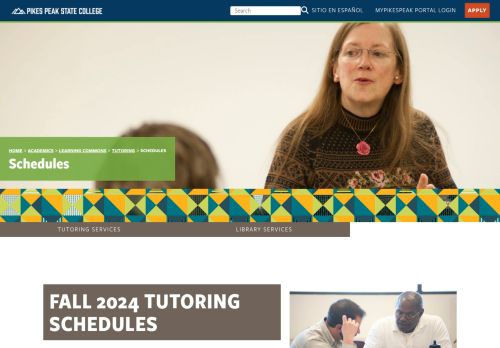 PIKES PEAK STATE COLLEGE
Search
SITIO EN ESPAÑOL
MYPIKESPEAK PORTAL LOGIN
APPLY
HOME > ACADEMICS > LEARNING COMMONS > TUTORING > SCHEDULES
Schedules
TUTORING SERVICES
LIBRARY SERVICES
FALL 2024 TUTORING
SCHEDULES